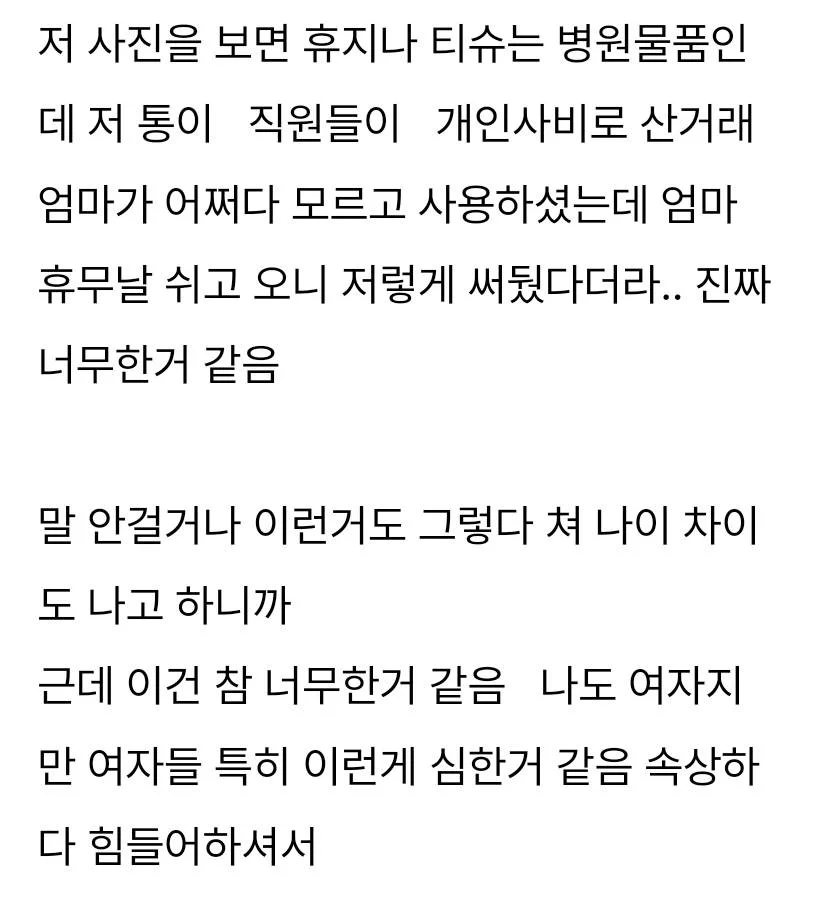 저 사진을 보면 휴지나 티슈는 병원물품인
데 저 통이   직원들이   개인사비로 산거래
엄마가 어쩌다 모르고 사용하셨는데 엄마
휴무날 쉬고 오니 저렇게 써뒀다더라.. 진짜
너무한거 같음
말 안걸거나 이런거도 그렇다 쳐 나이 차이
도 나고 하니까
근데 이건 참 너무한거 같음   나도 여자지
만 여자들 특히 이런게 심한거 같음 속상하
다 힘들어하셔서